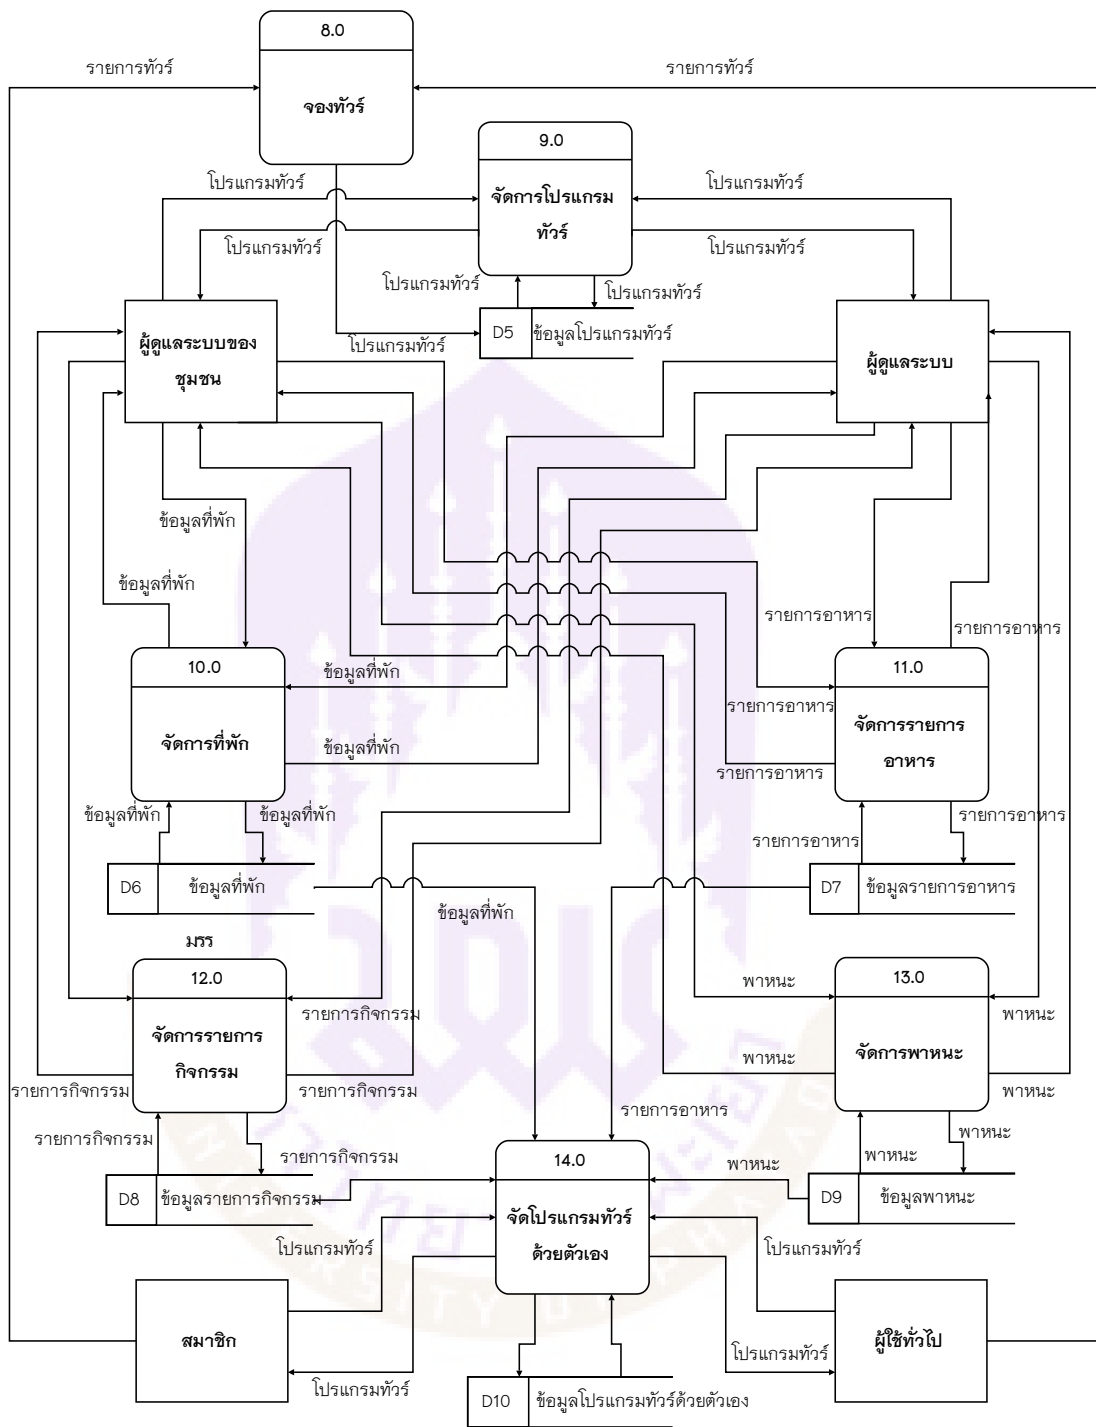 8.0
รายการทัวร์
รายการทัวร์
จองทัวร์
9.0
โปรแกรมทัวร์
โปรแกรมทัวร์
จัดการโปรแกรม
ทัวร์
โปรแกรมทัวร์
โปรแกรมทัวร์
โปรแกรมทัวร์
โปรแกรมทัวร์
D5
ข้อมูลโปรแกรมทัวร์
โปรแกรมทัวร์
ผู้ดูแลระบบของ
ชุมชน
ผู้ดูแลระบบ
ข้อมูลที่พัก
ข้อมูลที่พัก
รายการอาหาร
รายการอาหาร
10.0
11.0
ข้อมูลที่พัก
รายการอาหาร
จัดการที่พัก
จัดการรายการ
อาหาร
ข้อมูลที่พัก
รายการอาหาร
ข้อมูลที่พัก
ข้อมูลที่พัก
รายการอาหาร
รายการอาหาร
D6
ข้อมูลที่พัก
D7
ข้อมูลรายการอาหาร
ข้อมูลที่พัก
มรร
12.0
13.0
พาหนะ
รายการกิจกรรม
พาหนะ
จัดการรายการ
กิจกรรม
จัดการพาหนะ
พาหนะ
รายการกิจกรรม
รายการกิจกรรม
พาหนะ
รายการอาหาร
รายการกิจกรรม
พาหนะ
พาหนะ
รายการกิจกรรม
14.0
พาหนะ
D8
ข้อมูลรายการกิจกรรม
D9
ข้อมูลพาหนะ
จัดโปรแกรมทัวร์
ด้วยตัวเอง
โปรแกรมทัวร์
โปรแกรมทัวร์
สมาชิก
ผู้ใช้ทั่วไป
โปรแกรมทัวร์
โปรแกรมทัวร์
D10
ข้อมูลโปรแกรมทัวร์ด้วยตัวเอง